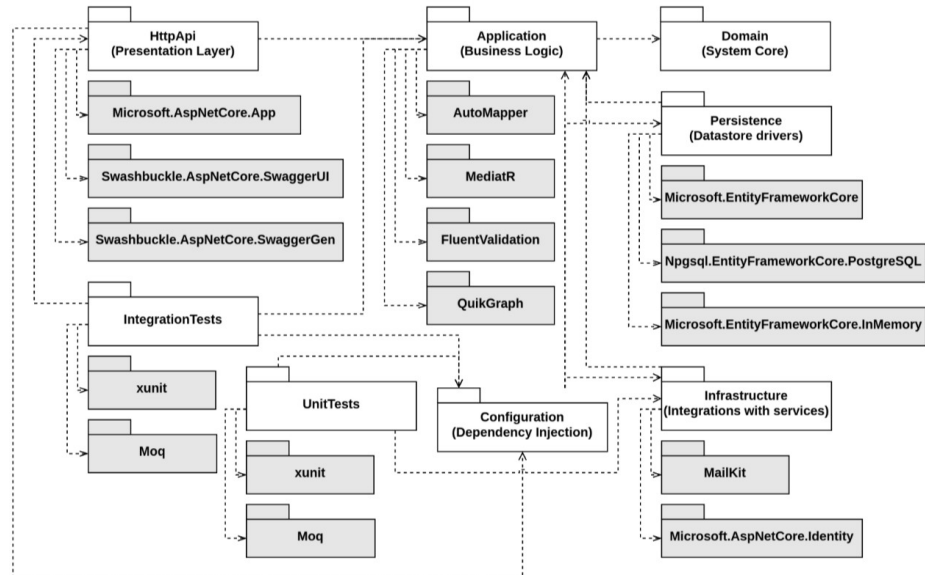 HttpApi
(Presentation Layer)
Application
(Business Logic)
Domain
(System Core)
Microsoft.AspNetCore.App
AutoMapper
Persistence
(Datastore drivers)
Swashbuckle.AspNetCore.SwaggerUI
MediatR
Microsoft.EntityFrameworkCore
Swashbuckle.AspNetCore.SwaggerGen
FluentValidation
Npgsql.EntityFrameworkCore.PostgreSQL
IntegrationTests
QuikGraph
Microsoft.EntityFrameworkCore.InMemory
xunit
UnitTests
Configuration
(Dependency Injection)
Infrastructure
(Integrations with services)
Moq
xunit
MailKit
Moq
Microsoft.AspNetCore.Identity